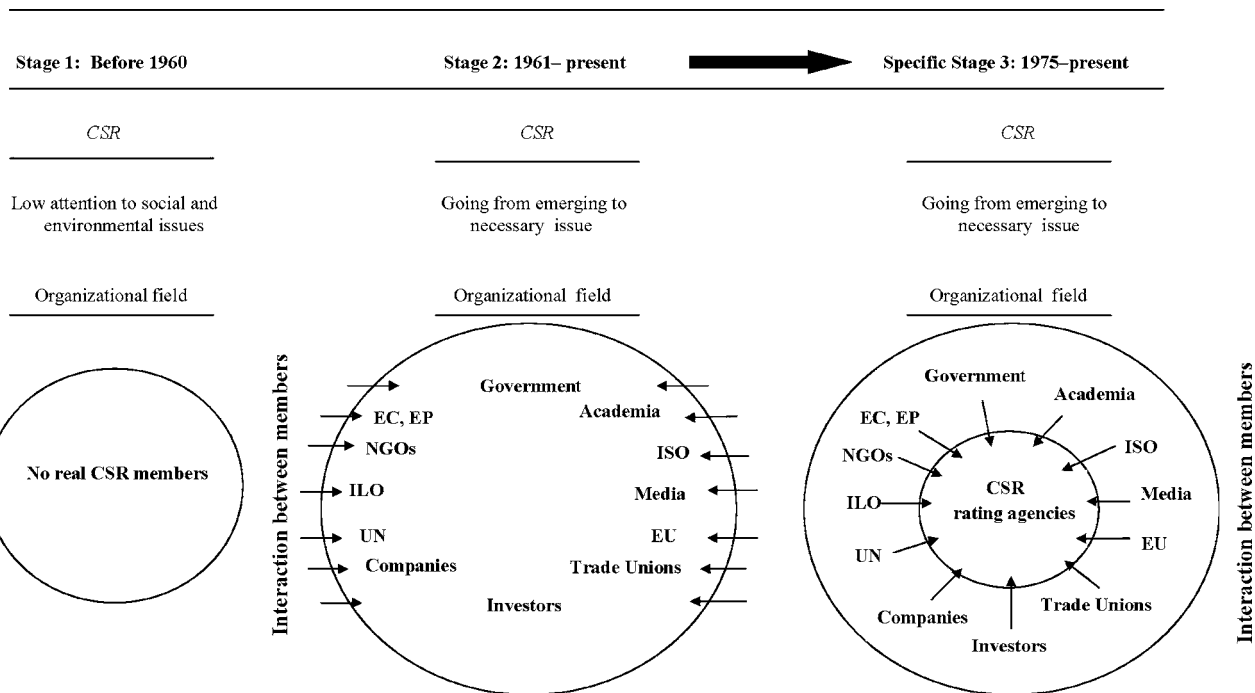 Stage 1: Before 1960
Stage 2: 1961– present
Specific Stage 3: 1975–present
CSR
CSR
CSR
Low attention to social and
environmental issues
Going from emerging to
necessary issue
Going from emerging to
necessary issue
Organizational field
Organizational field
Organizational field
No real CSR members
Interaction between members
Government
EC, EP
Academia
NGOs
ISO
ILO
Media
UN
EU
Companies
Trade Unions
Investors
Government
Academia
EC, EP
ISO
NGOs
CSR
rating agencies
ILO
Media
UN
EU
Companies
Trade Unions
Investors
Interaction between members